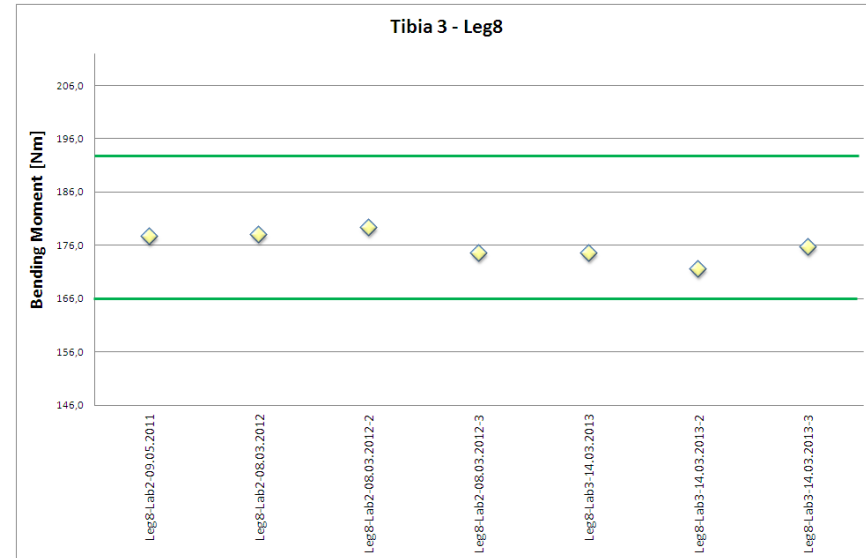 Tibia 3 - Leg8
Bending Moment [Nm]
206,0
196,0
186,0
176,0
166,0
156,0
146,0
Leg8-Lab2-09.05.2011
Leg8-Lab2-08.03.2012
Leg8-Lab2-08.03.2012-2
Leg8-Lab2-08.03.2012-3
Leg8-Lab3-14.03.2013
Leg8-Lab3-14.03.2013-2
Leg8-Lab3-14.03.2013-3